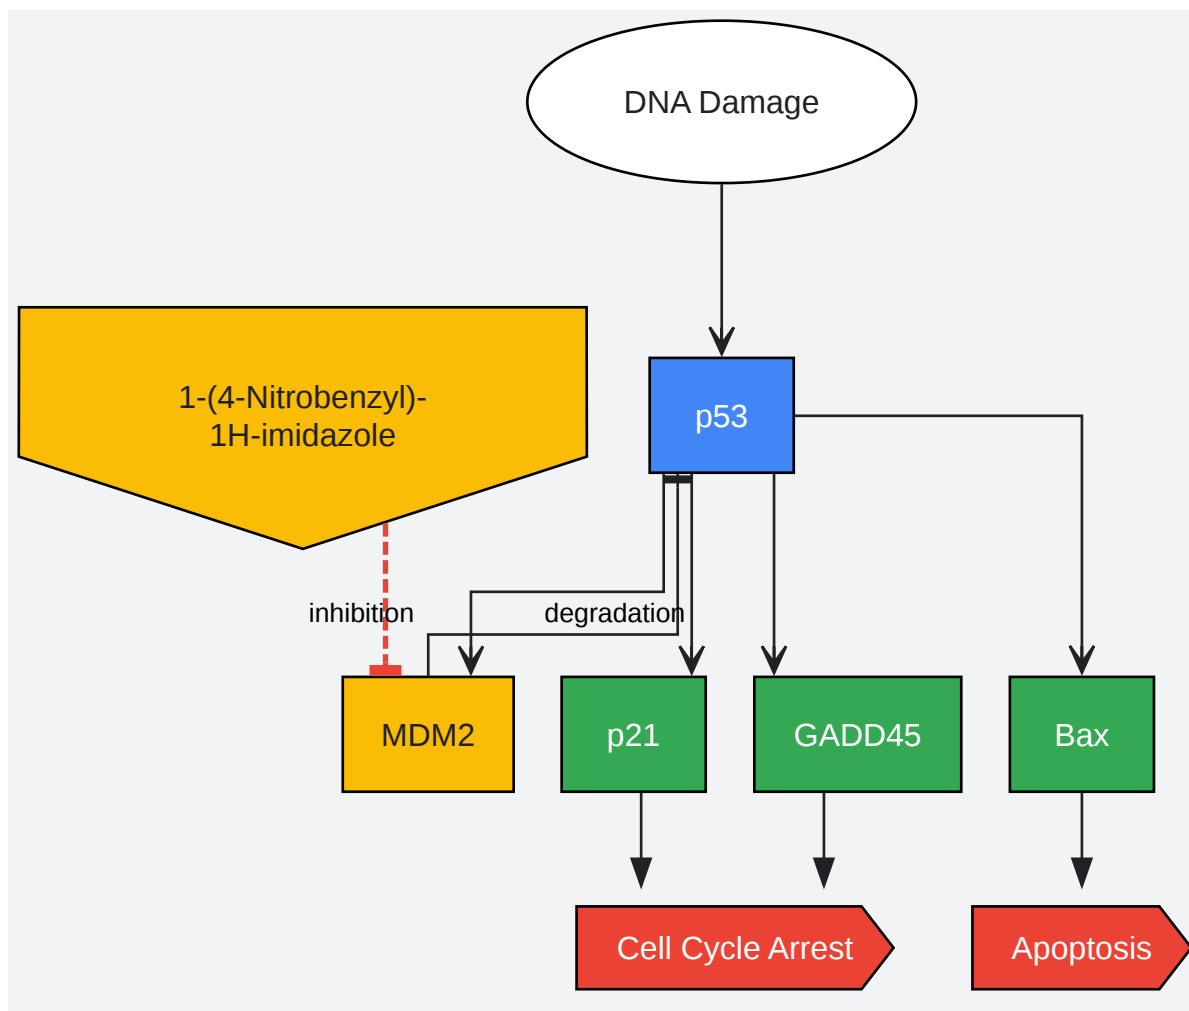 DNA Damage
1-(4-Nitrobenzyl)-
1H-imidazole
p53
inhibition
degradation
MDM2
p21
GADD45
Bax
Cell Cycle Arrest
Apoptosis